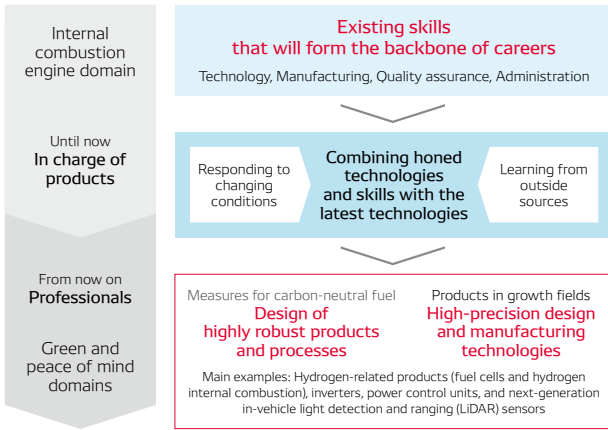 Internal
combustion
engine domain
Until now
In charge of
products
From now on
Professionals
Green and
peace of mind
domains
Existing skills
that will form the backbone of careers
Technology, Manufacturing, Quality assurance, Administration
Responding to
changing
conditions
Combining honed
technologies
and skills with the
latest technologies
Learning from
outside
sources
Measures for carbon-neutral fuel
Design of
highly robust products
and processes
Products in growth fields
High-precision design
and manufacturing
technologies
Main examples: Hydrogen-related products (fuel cells and hydrogen
internal combustion), inverters, power control units, and next-generation
in-vehicle light detection and ranging (LiDAR) sensors